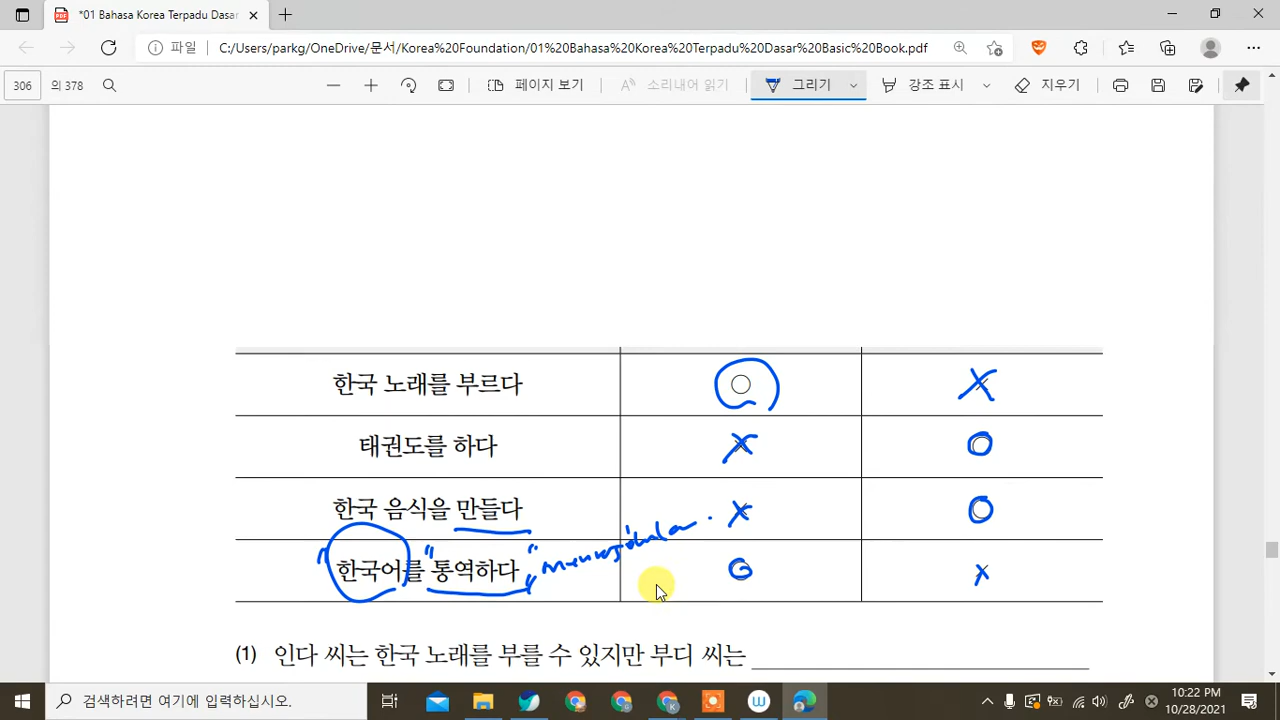 *01 Bahasa Korea Terpadu Dasar
파일 C:/Users/parkg/OneDrive/문서/Korea%20Foundation/01%20Bahasa%20Korea%20Terpadu%20Dasar%20Basic%20Book.pdf
306 의 378 페이지 보기 소리내어 읽기 그리기 강조 표시 지우기
한국 노래를 부르다 ○ ×
태권도를 하다 × ○
한국 음식을 만들다 × ○
"한국어를 "통역하다" ○ ×
(1) 인다 씨는 한국 노래를 부를 수 있지만 부디 씨는
검색하려면 여기에 입력하십시오.
10:22 PM
10/28/2021